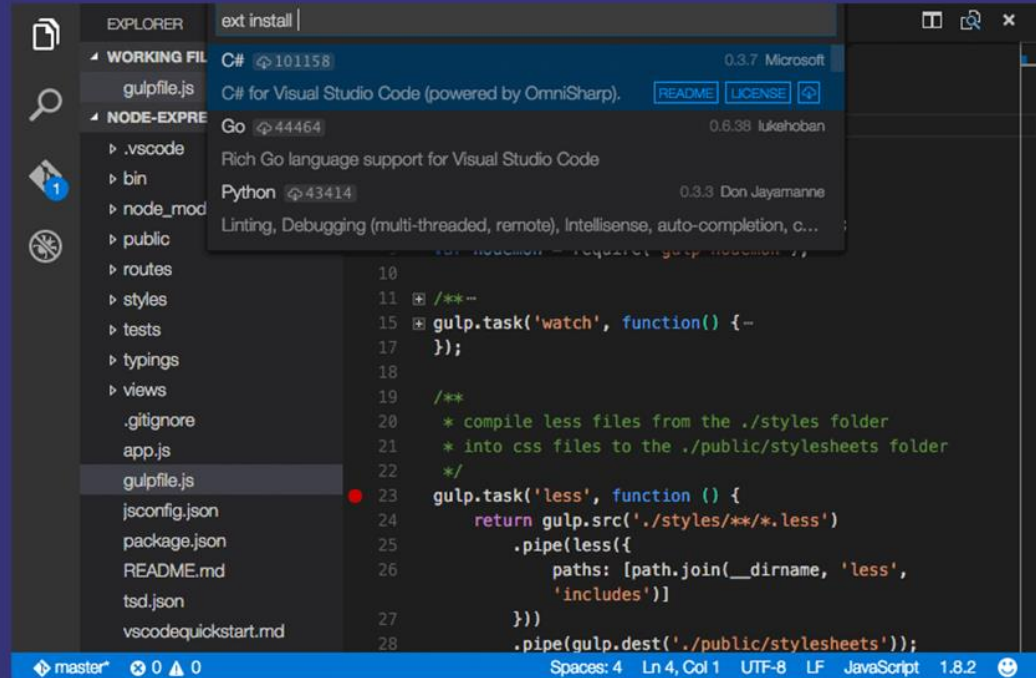 EXPLORER
ext install
WORKING FIL
gulpfile.js
NODE-EXPRE
.vscode
bin
node_mod
public
routes
styles
tests
typings
views
.gitignore
app.js
gulpfile.js
jsconfig.json
package.json
README.md
tsd.json
vscodequickstart.md
1
C# 101158 0.3.7 Microsoft
C# for Visual Studio Code (powered by OmniSharp). README LICENSE
Go 44464 0.6.38 lukehoban
Rich Go language support for Visual Studio Code
Python 43414 0.3.3 Don Jayamanne
Linting, Debugging (multi-threaded, remote), Intellisense, auto-completion, c...
10
11 /**…
15 gulp.task('watch', function() {…
17 });
18
19 /**
20 * compile less files from the ./styles folder
21 * into css files to the ./public/stylesheets folder
22 */
23 gulp.task('less', function () {
24 return gulp.src('./styles/**/*.less')
25 .pipe(less({
26 paths: [path.join(__dirname, 'less',
'includes')]
27 }))
28 .pipe(gulp.dest('./public/stylesheets'));
master* 0 0 Spaces: 4 Ln 4, Col 1 UTF-8 LF JavaScript 1.8.2